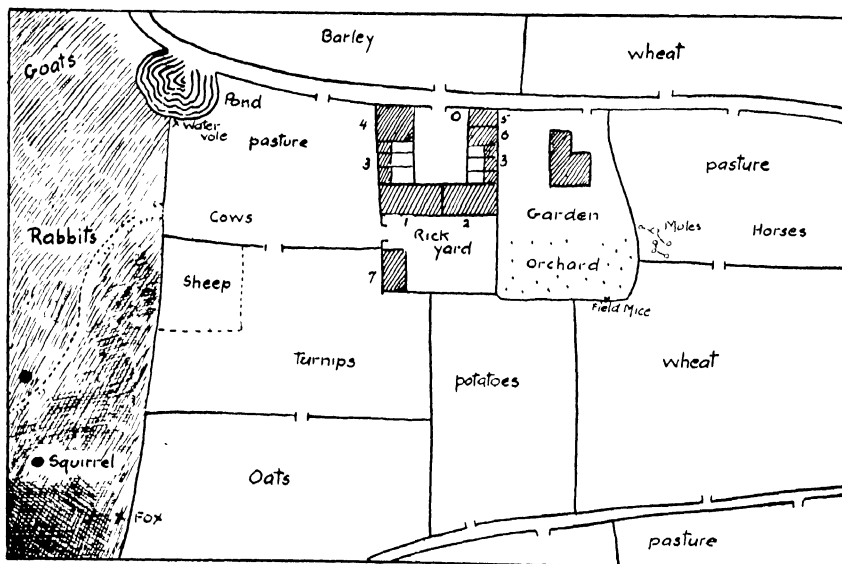 Barley
wheat
Goats
Pond
Water
vole
pasture
4
0
5
6
3
3
pasture
Cows
1
2
Garden
Moles
Horses
Rabbits
Rick
yard
Orchard
7
Sheep
Field Mice
Turnips
potatoes
wheat
Squirrel
Oats
Fox
pasture